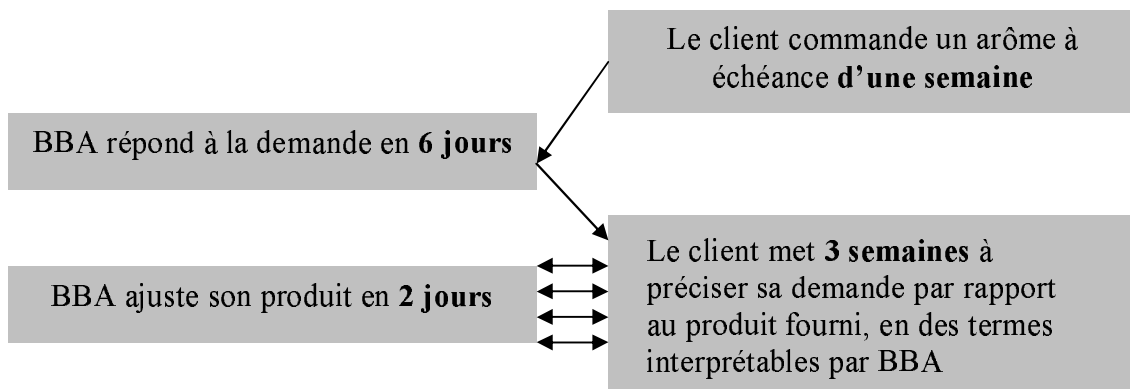 Le client commande un arôme à
échéance d’une semaine
BBA répond à la demande en 6 jours
Le client met 3 semaines à
préciser sa demande par rapport
au produit fourni, en des termes
interprétables par BBA
BBA ajuste son produit en 2 jours